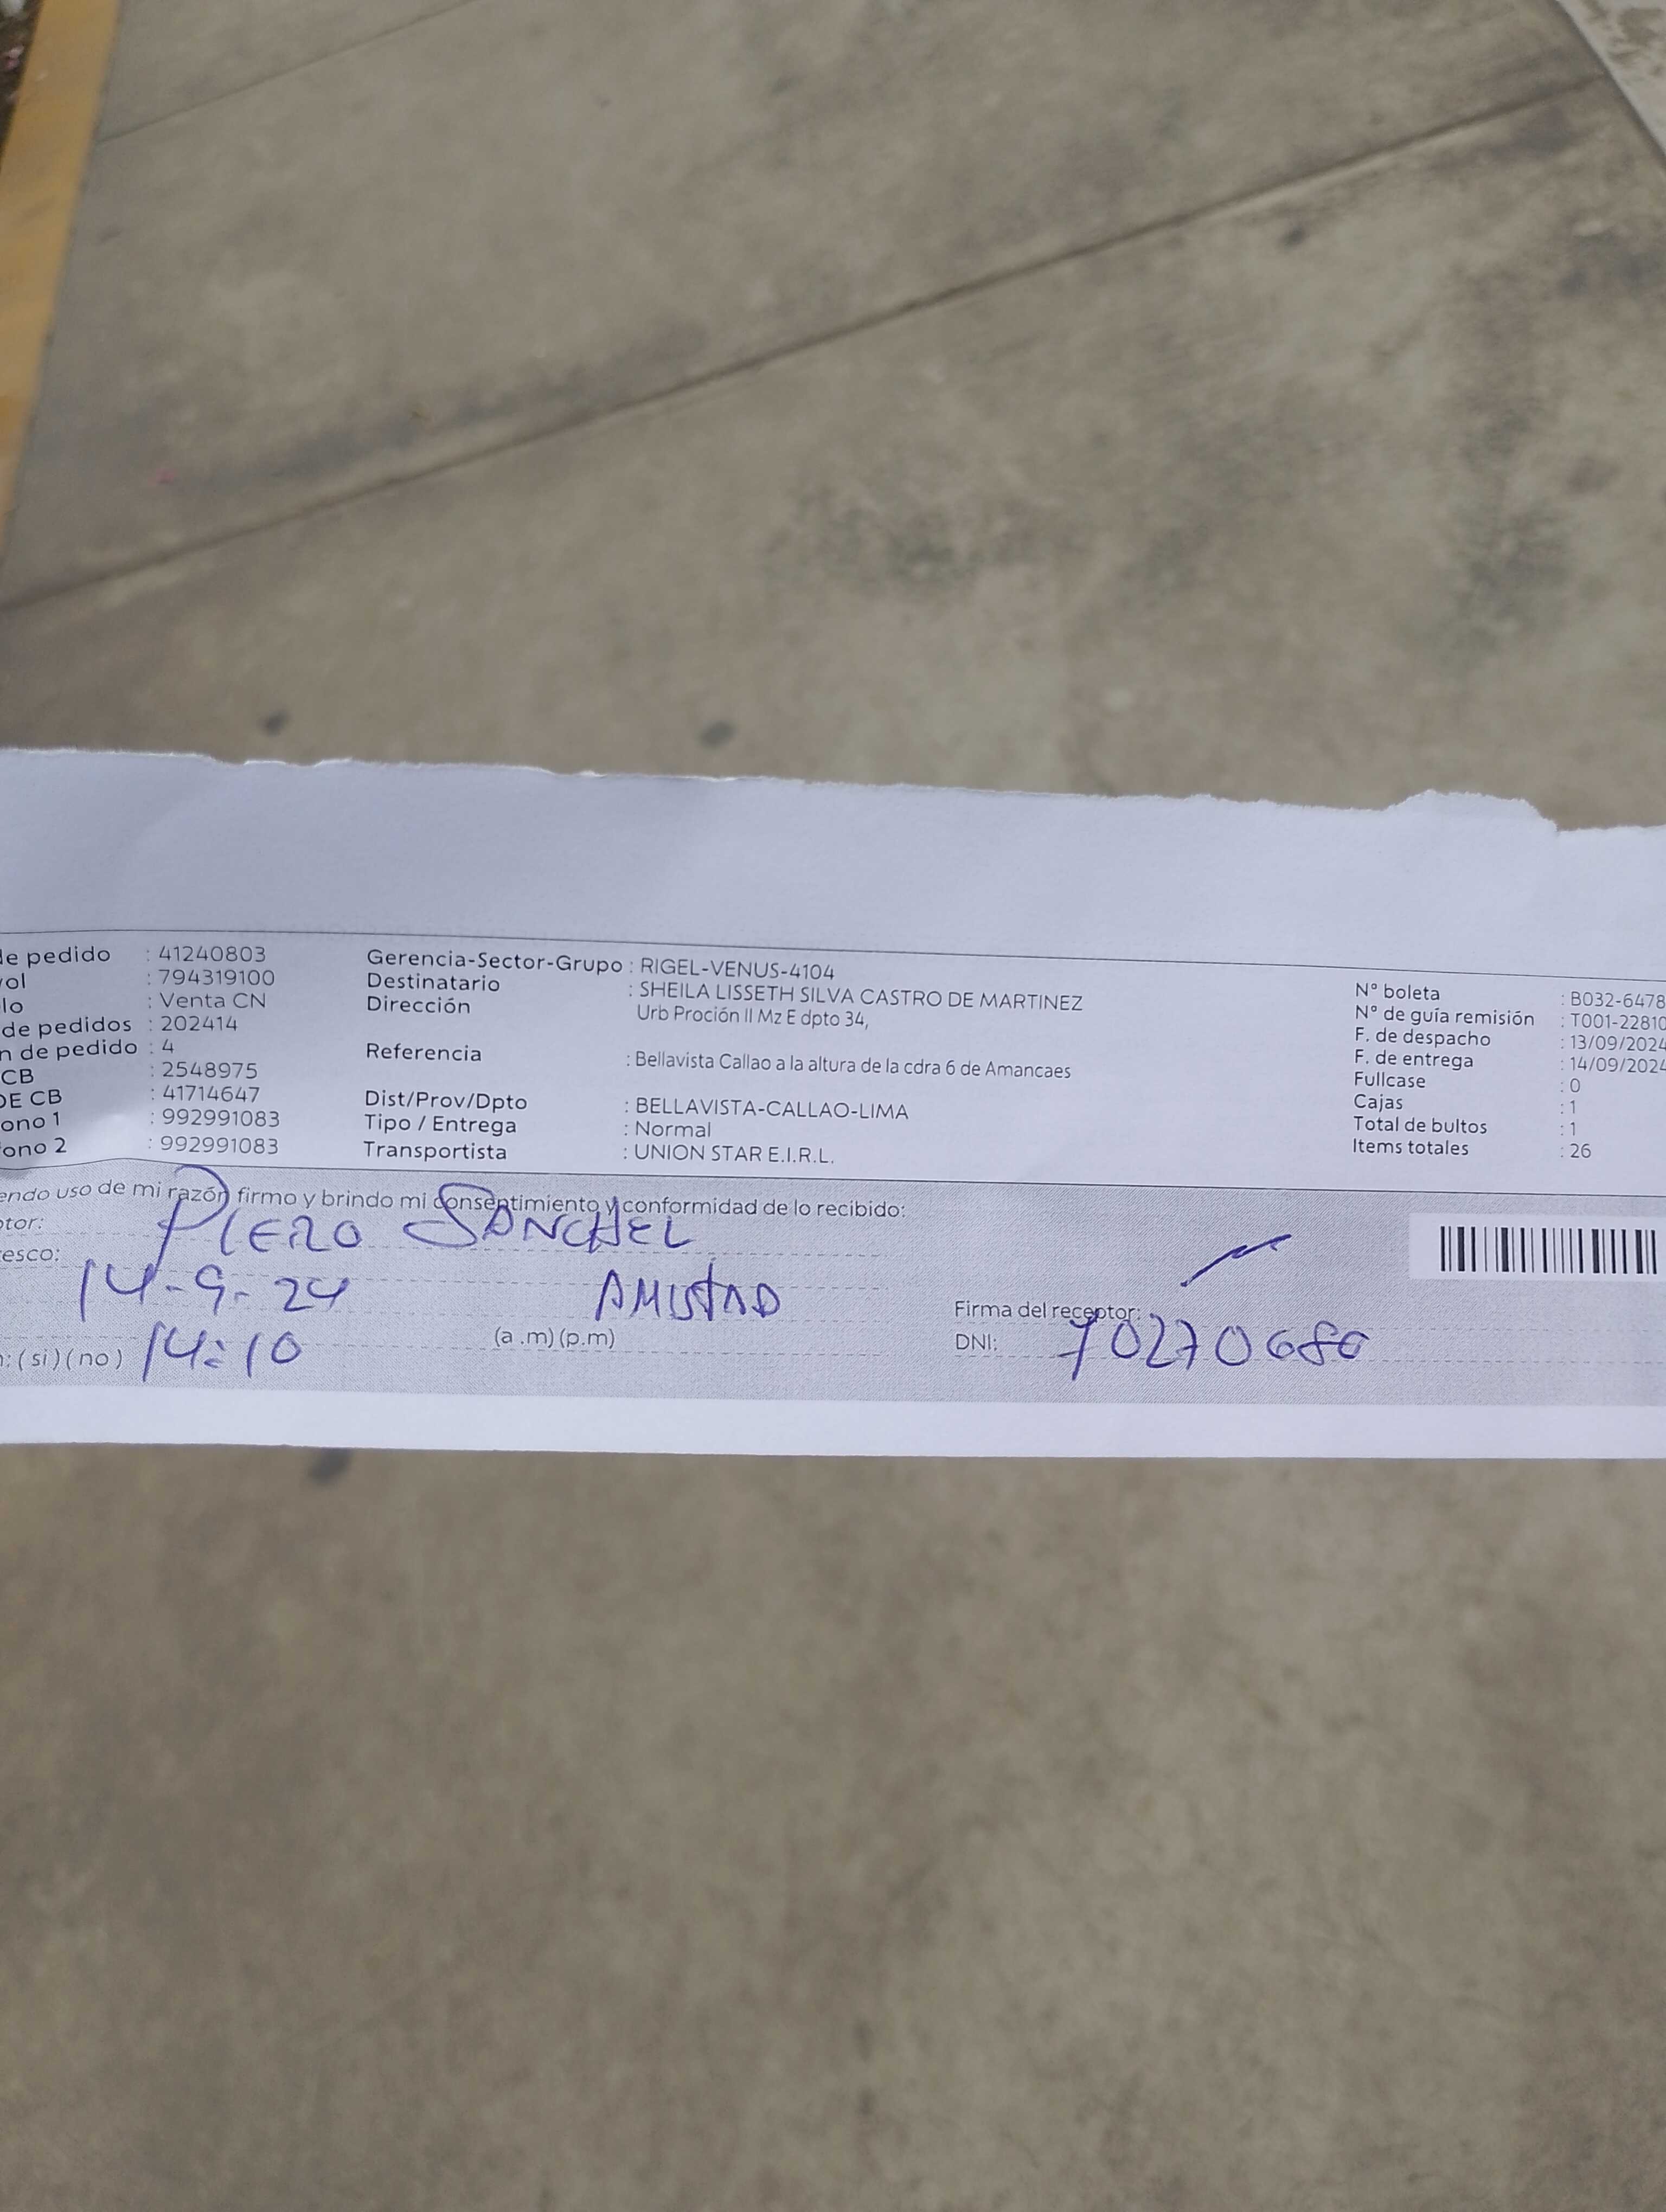 de pedido : 41240803
ol : 794319100
lo : Venta CN
de pedidos : 202414
n de pedido : 4
CB : 2548975
DE CB : 41714647
ono 1 : 992991083
ono 2 : 992991083
Gerencia-Sector-Grupo : RIGEL-VENUS-4104
Destinatario : SHEILA LISSETH SILVA CASTRO DE MARTINEZ
Dirección Urb Proción II Mz E dpto 34,
Referencia : Bellavista Callao a la altura de la cdra 6 de Amancaes
Dist/Prov/Dpto : BELLAVISTA-CALLAO-LIMA
Tipo / Entrega : Normal
Transportista : UNION STAR E.I.R.L.
N° boleta : B032-6478
N° de guía remisión : T001-22810
F. de despacho : 13/09/2024
F. de entrega : 14/09/2024
Fullcase : 0
Cajas : 1
Total de bultos : 1
Items totales : 26
endo uso de mi razón firmo y brindo mi consentimiento y conformidad de lo recibido:
tor: PIERO SANCHEZ
esco:
14-9-24 AMISTAD
: (si) (no) 14:10 (a .m) (p.m)
Firma del receptor:
DNI: 70270686